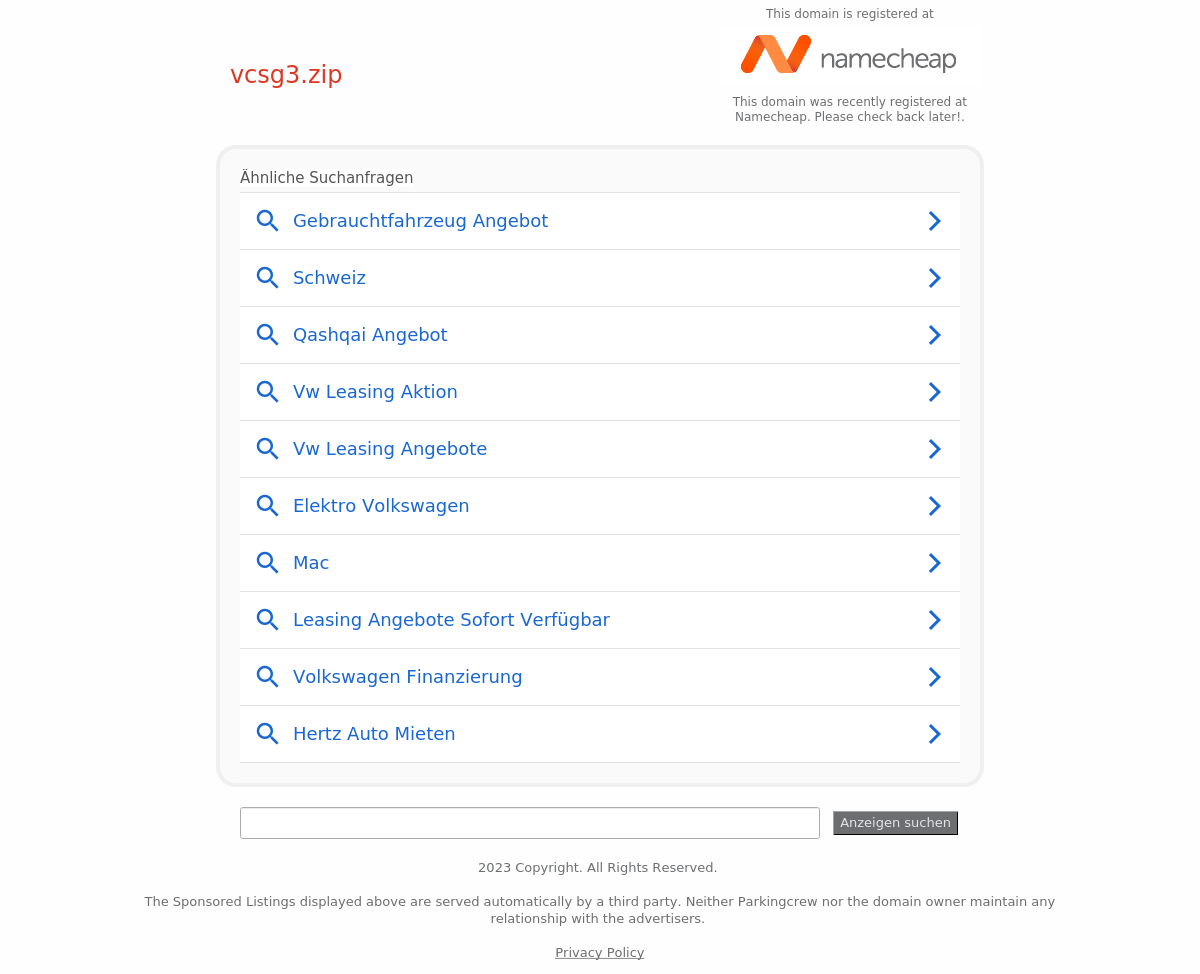 This domain is registered at
namecheap
vcsg3.zip
This domain was recently registered at
Namecheap. Please check back later!.
Ähnliche Suchanfragen
Gebrauchtfahrzeug Angebot
Schweiz
Qashqai Angebot
Vw Leasing Aktion
Vw Leasing Angebote
Elektro Volkswagen
Mac
Leasing Angebote Sofort Verfügbar
Volkswagen Finanzierung
Hertz Auto Mieten
Anzeigen suchen
2023 Copyright. All Rights Reserved.
The Sponsored Listings displayed above are served automatically by a third party. Neither Parkingcrew nor the domain owner maintain any
relationship with the advertisers.
Privacy Policy